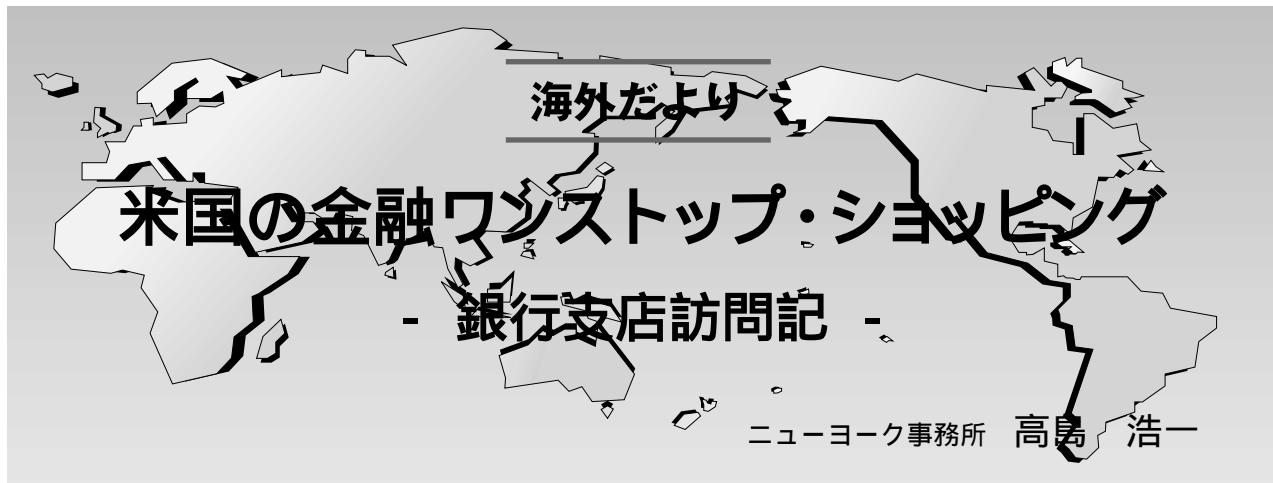 海外だより
米国の金融ワンストップ・ショッピング
- 銀行支店訪問記 -
ニューヨーク事務所　高島　浩一